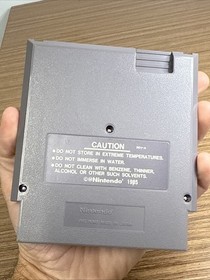 CAUTION
• DO NOT STORE IN EXTREME TEMPERATURES.
• DO NOT IMMERSE IN WATER.
• DO NOT CLEAN WITH BENZENE, THINNER,
ALCOHOL OR OTHER SUCH SOLVENTS.
©®Nintendo 1985